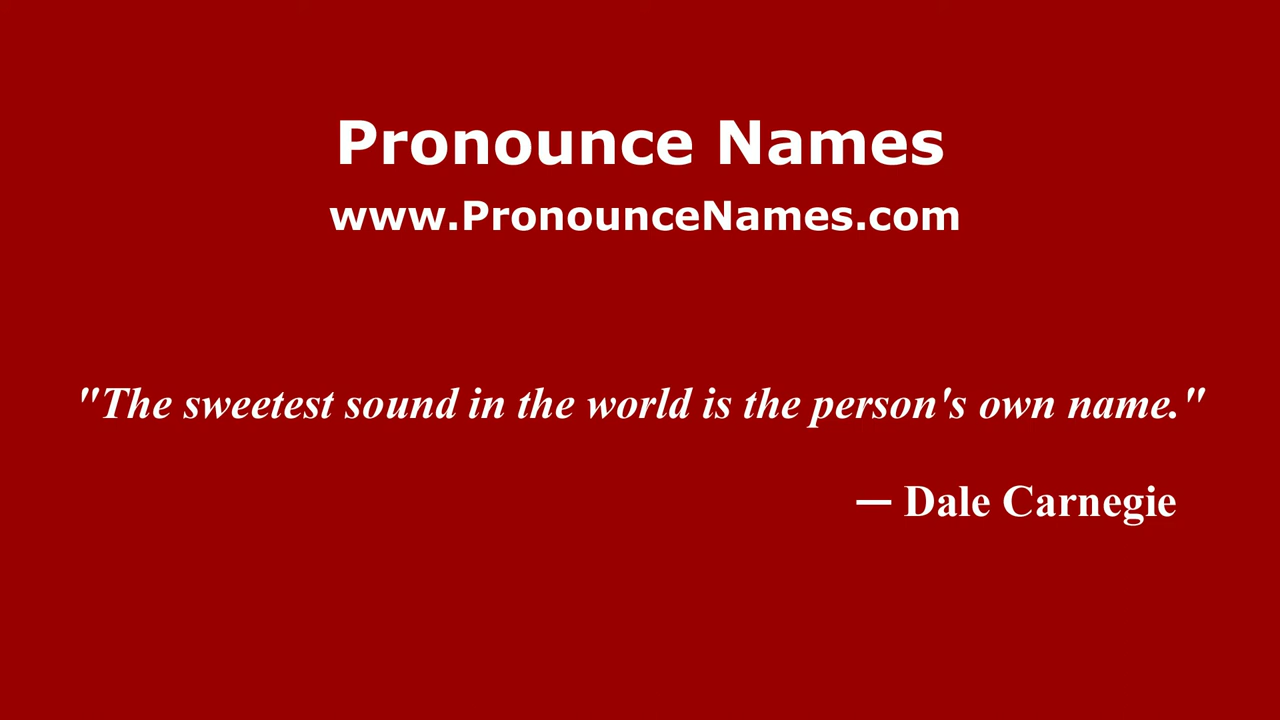 Pronounce Names
www.PronounceNames.com
"The sweetest sound in the world is the person's own name."
— Dale Carnegie